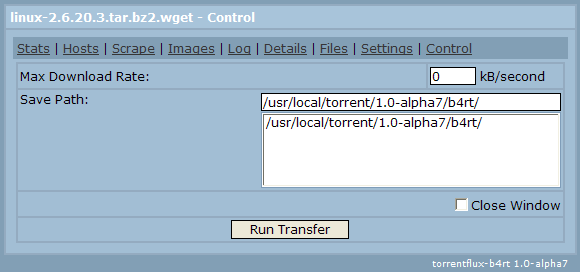 linux-2.6.20.3.tar.bz2.wget - Control
Stats | Hosts | Scrape | Images | Log | Details | Files | Settings | Control
Max Download Rate: 0 kB/second
Save Path: /usr/local/torrent/1.0-alpha7/b4rt/
/usr/local/torrent/1.0-alpha7/b4rt/
Close Window
Run Transfer
torrentflux-b4rt 1.0-alpha7